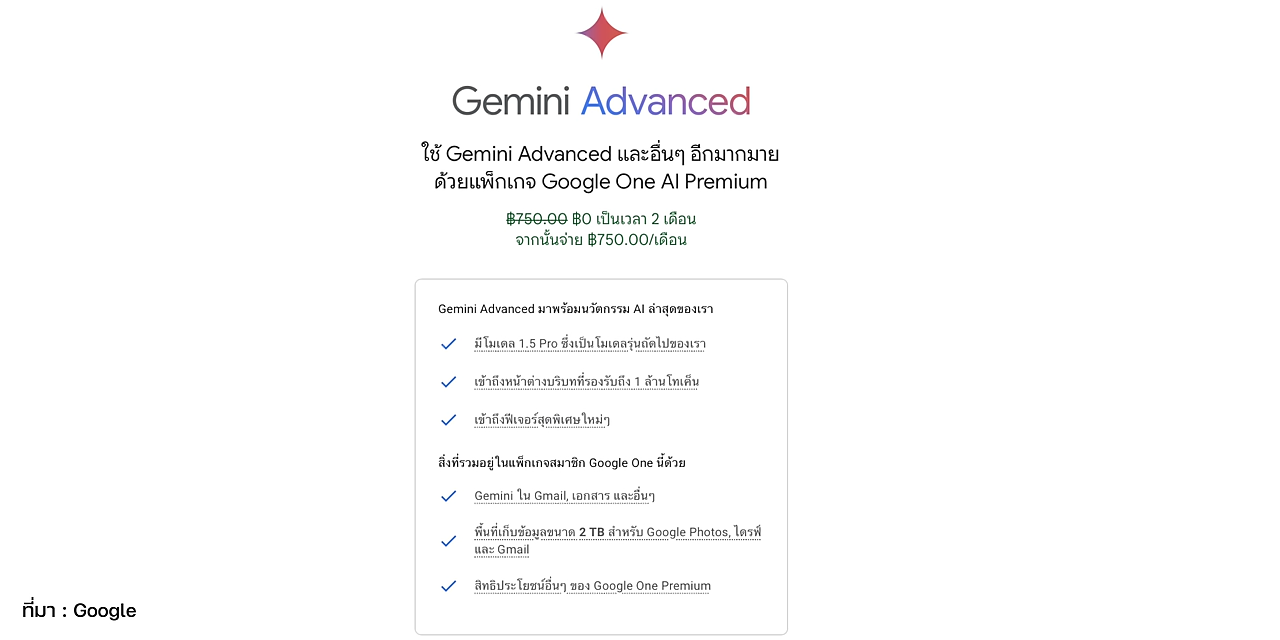 Gemini Advanced
ใช้ Gemini Advanced และอื่นๆ อีกมากมาย
ด้วยแพ็กเกจ Google One AI Premium
฿750.00 ฿0 เป็นเวลา 2 เดือน
จากนั้นจ่าย ฿750.00/เดือน
Gemini Advanced มาพร้อมนวัตกรรม AI ล่าสุดของเรา
มีโมเดล 1.5 Pro ซึ่งเป็นโมเดลรุ่นถัดไปของเรา
เข้าถึงหน้าต่างบริบทที่รองรับถึง 1 ล้านโทเค็น
เข้าถึงฟีเจอร์สุดพิเศษใหม่ๆ
สิ่งที่รวมอยู่ในแพ็กเกจสมาชิก Google One นี้ด้วย
Gemini ใน Gmail, เอกสาร และอื่นๆ
พื้นที่เก็บข้อมูลขนาด 2 TB สำหรับ Google Photos, ไดรฟ์
และ Gmail
สิทธิประโยชน์อื่นๆ ของ Google One Premium
ที่มา : Google